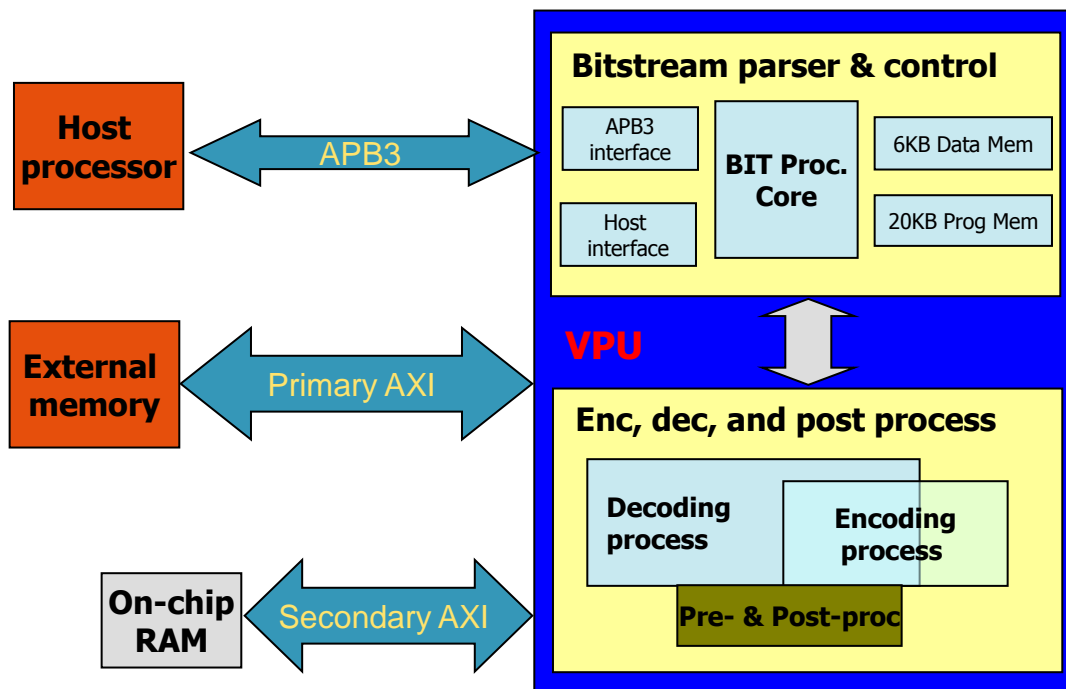 Host
processor
APB3
External
memory
Primary AXI
On-chip
RAM
Secondary AXI
VPU
Bitstream parser & control
APB3
interface
Host
interface
BIT Proc.
Core
6KB Data Mem
20KB Prog Mem
Enc, dec, and post process
Decoding
process
Encoding
process
Pre- & Post-proc